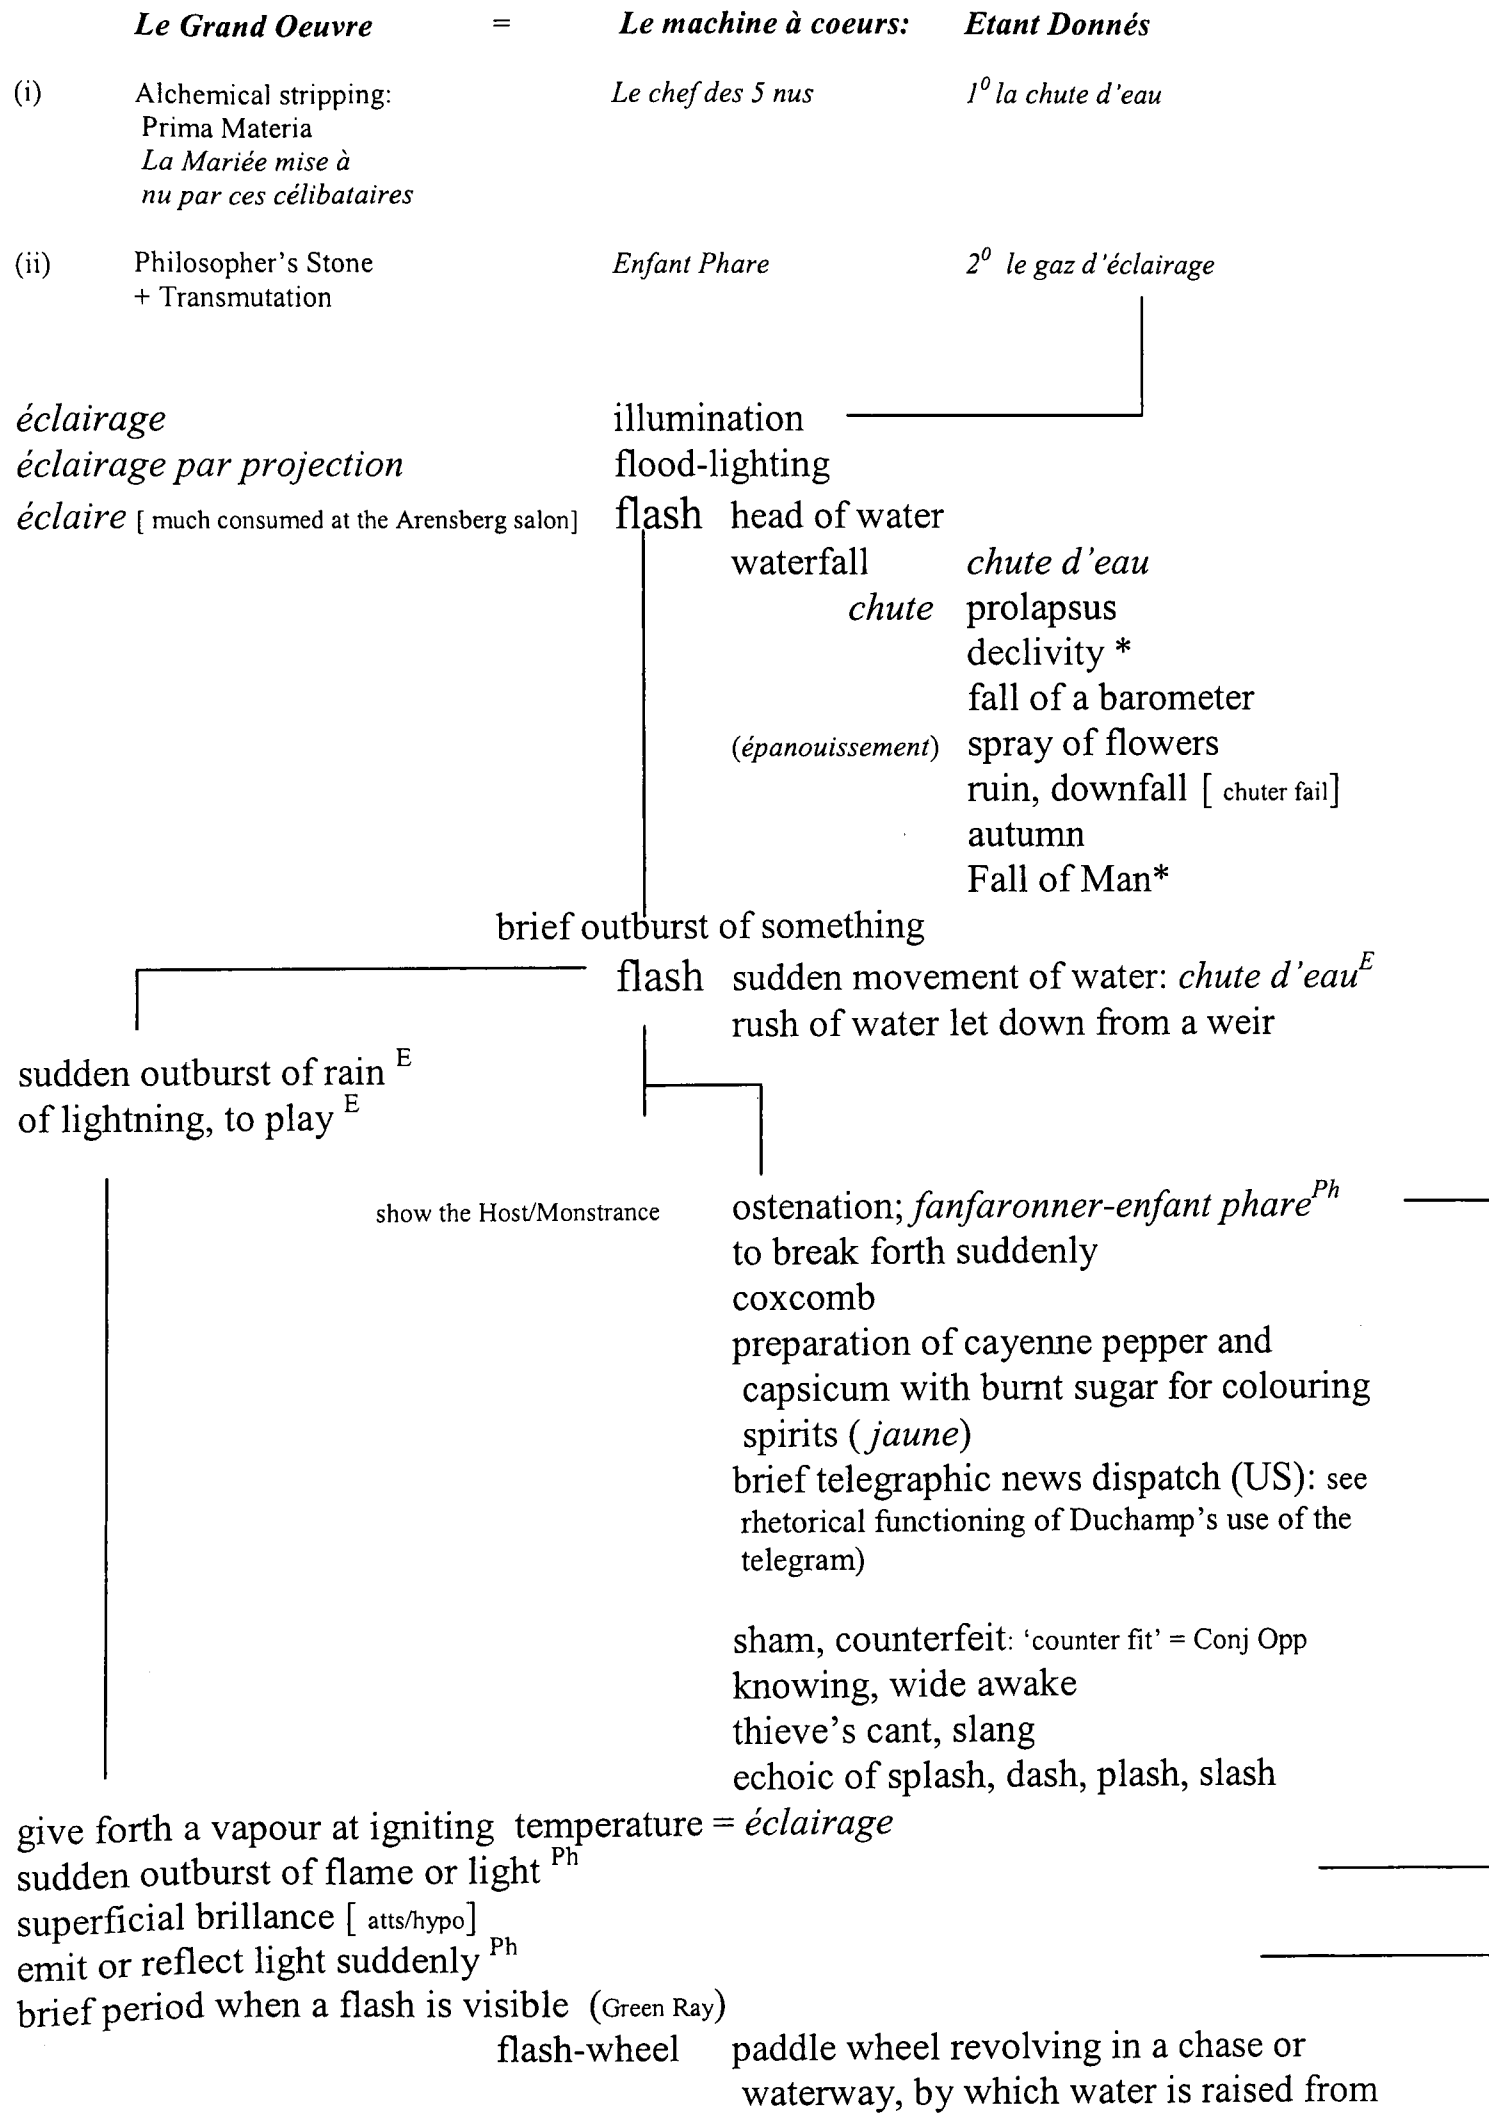 Le Grand Oeuvre = Le machine à coeurs: Etant Donnés
(i) Alchemical stripping: Le chef des 5 nus 1⁰ la chute d'eau
Prima Materia
La Mariée mise à
nu par ces célibataires
(ii) Philosopher's Stone Enfant Phare 2⁰ le gaz d'éclairage
+ Transmutation
éclairage illumination
éclairage par projection flood-lighting
éclaire [ much consumed at the Arensberg salon] flash head of water
waterfall chute d'eau
chute prolapsus
declivity *
fall of a barometer
(épanouissement) spray of flowers
ruin, downfall [ chuter fail]
autumn
Fall of Man*
brief outburst of something
flash sudden movement of water: chute d'eau^E
rush of water let down from a weir
sudden outburst of rain ^E
of lightning, to play ^E
show the Host/Monstrance ostenation; fanfaronner-enfant phare^Ph
to break forth suddenly
coxcomb
preparation of cayenne pepper and
capsicum with burnt sugar for colouring
spirits (jaune)
brief telegraphic news dispatch (US): see
rhetorical functioning of Duchamp's use of the
telegram)
sham, counterfeit: 'counter fit' = Conj Opp
knowing, wide awake
thieve's cant, slang
echoic of splash, dash, plash, slash
give forth a vapour at igniting temperature = éclairage
sudden outburst of flame or light ^Ph
superficial brillance [ atts/hypo]
emit or reflect light suddenly ^Ph
brief period when a flash is visible (Green Ray)
flash-wheel paddle wheel revolving in a chase or
waterway, by which water is raised from